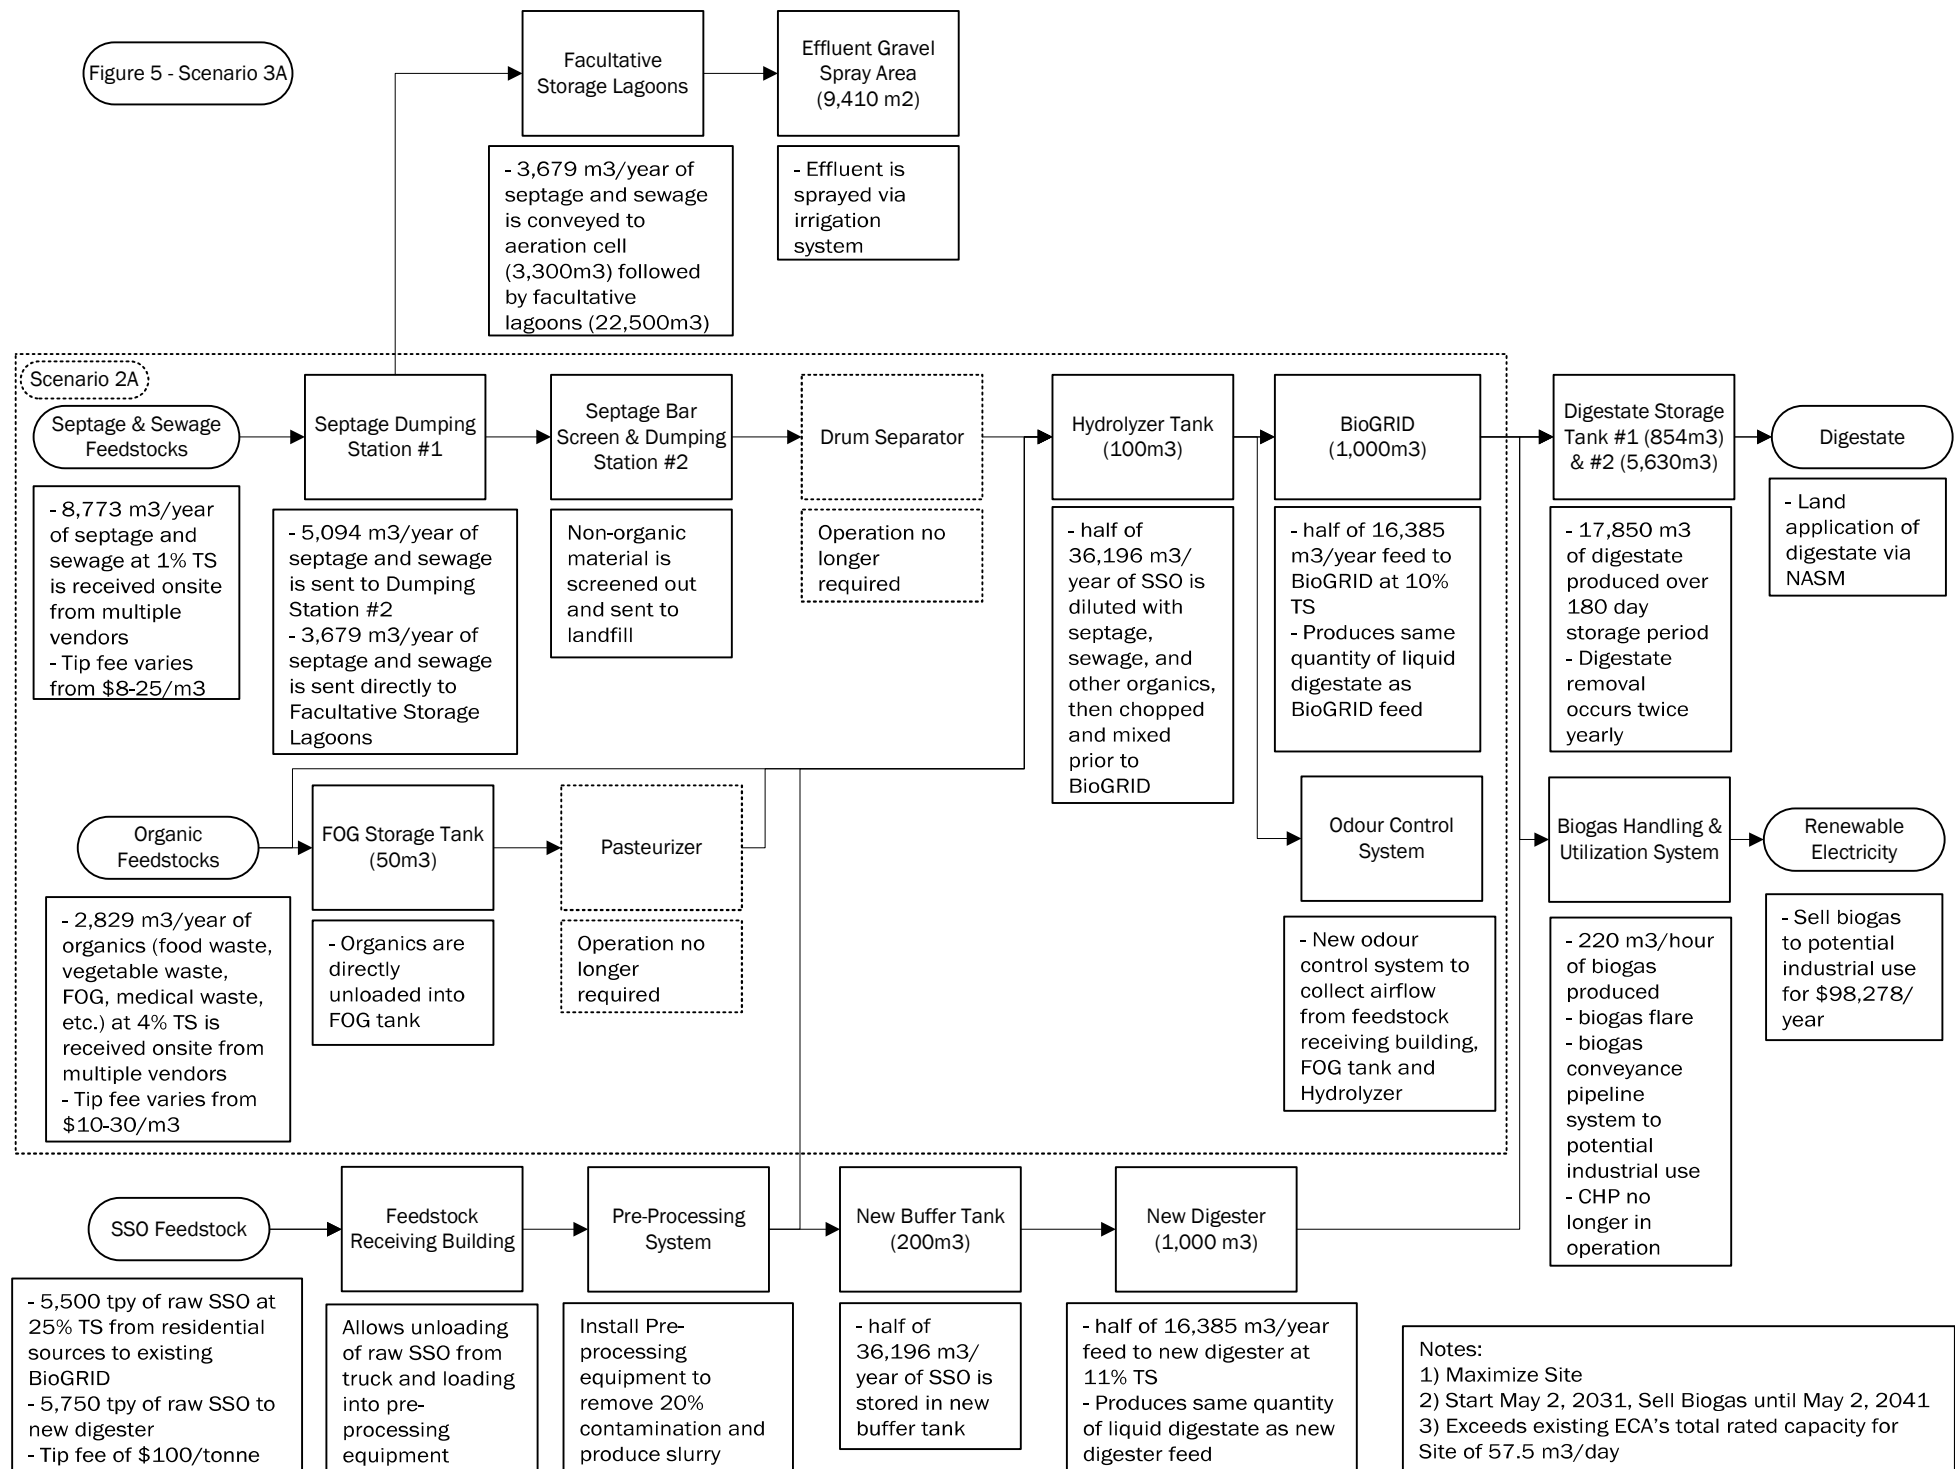 Figure 5 - Scenario 3A
Facultative
Storage Lagoons
Effluent Gravel
Spray Area
(9,410 m2)
- 3,679 m3/year of
septage and sewage
is conveyed to
aeration cell
(3,300m3) followed
by facultative
lagoons (22,500m3)
- Effluent is
sprayed via
irrigation
system
Scenario 2A
Septage & Sewage
Feedstocks
Septage Dumping
Station #1
Septage Bar
Screen & Dumping
Station #2
Drum Separator
Hydrolyzer Tank
(100m3)
BioGRID
(1,000m3)
Digestate Storage
Tank #1 (854m3)
& #2 (5,630m3)
Digestate
- 8,773 m3/year
of septage and
sewage at 1% TS
is received onsite
from multiple
vendors
- Tip fee varies
from $8-25/m3
- 5,094 m3/year of
septage and sewage
is sent to Dumping
Station #2
- 3,679 m3/year of
septage and sewage
is sent directly to
Facultative Storage
Lagoons
Non-organic
material is
screened out
and sent to
landfill
Operation no
longer
required
- half of
36,196 m3/
year of SSO is
diluted with
septage,
sewage, and
other organics,
then chopped
and mixed
prior to
BioGRID
- half of 16,385
m3/year feed to
BioGRID at 10%
TS
- Produces same
quantity of liquid
digestate as
BioGRID feed
- 17,850 m3
of digestate
produced over
180 day
storage period
- Digestate
removal
occurs twice
yearly
- Land
application of
digestate via
NASM
Organic
Feedstocks
FOG Storage Tank
(50m3)
Pasteurizer
Odour Control
System
Biogas Handling &
Utilization System
Renewable
Electricity
- 2,829 m3/year of
organics (food waste,
vegetable waste,
FOG, medical waste,
etc.) at 4% TS is
received onsite from
multiple vendors
- Tip fee varies from
$10-30/m3
- Organics are
directly
unloaded into
FOG tank
Operation no
longer
required
- New odour
control system to
collect airflow
from feedstock
receiving building,
FOG tank and
Hydrolyzer
- 220 m3/hour
of biogas
produced
- biogas flare
- biogas
conveyance
pipeline
system to
potential
industrial use
- CHP no
longer in
operation
- Sell biogas
to potential
industrial use
for $98,278/
year
SSO Feedstock
Feedstock
Receiving Building
Pre-Processing
System
New Buffer Tank
(200m3)
New Digester
(1,000 m3)
- 5,500 tpy of raw SSO at
25% TS from residential
sources to existing
BioGRID
- 5,750 tpy of raw SSO to
new digester
- Tip fee of $100/tonne
Allows unloading
of raw SSO from
truck and loading
into pre-
processing
equipment
Install Pre-
processing
equipment to
remove 20%
contamination and
produce slurry
- half of
36,196 m3/
year of SSO is
stored in new
buffer tank
- half of 16,385 m3/year
feed to new digester at
11% TS
- Produces same quantity
of liquid digestate as new
digester feed
Notes:
1) Maximize Site
2) Start May 2, 2031, Sell Biogas until May 2, 2041
3) Exceeds existing ECA's total rated capacity for
Site of 57.5 m3/day